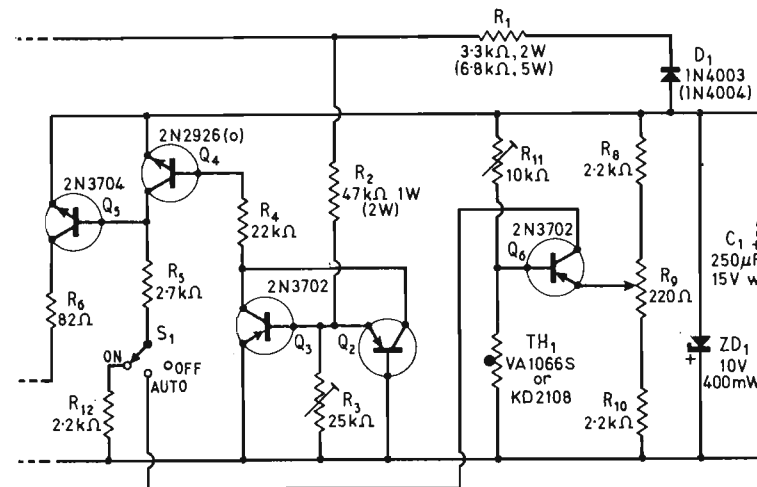 R1
3.3kΩ, 2W
(6.8kΩ, 5W)
D1
1N4003
(1N4004)
2N2926(o)
Q4
2N3704
Q5
R2
47kΩ 1W
(2W)
R11
10kΩ
R8
2.2kΩ
R4
22kΩ
2N3702
Q6
C1
250μF
15V w
R5
2.7kΩ
R9
220Ω
R6
82Ω
2N3702
Q3
Q2
S1
ON
OFF
AUTO
TH1
VA1066S
or
KD2108
ZD1
10V
400mW
+
R3
25kΩ
R12
2.2kΩ
R10
2.2kΩ